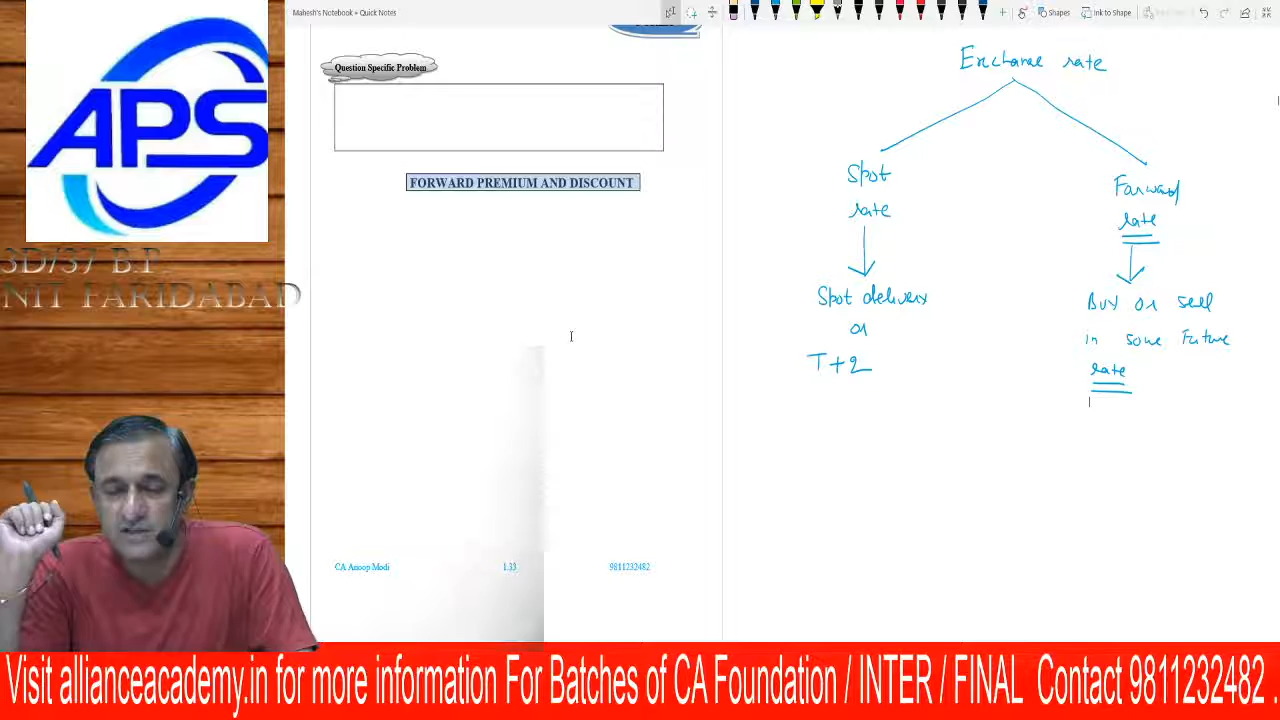 Mahesh's Notebook » Quick Notes
Shapes
Ink to Shape
APS
3D/37 B.P.
NIT FARIDABAD
Question Specific Problem
FORWARD PREMIUM AND DISCOUNT
CA Anoop Modi
1.33
9811232482
Exchange rate
Spot
rate
Spot delivery
or
T+2
Forward
rate
Buy or sell
in some Future
rate
Visit allianceacademy.in for more information For Batches of CA Foundation / INTER / FINAL Contact 9811232482 .